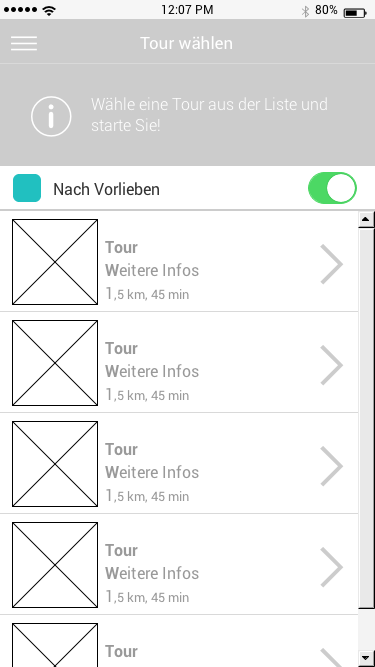 12:07 PM 80%
Tour wählen
Wähle eine Tour aus der Liste und
starte Sie!
Nach Vorlieben
Tour
Weitere Infos
1,5 km, 45 min
Tour
Weitere Infos
1,5 km, 45 min
Tour
Weitere Infos
1,5 km, 45 min
Tour
Weitere Infos
1,5 km, 45 min
Tour